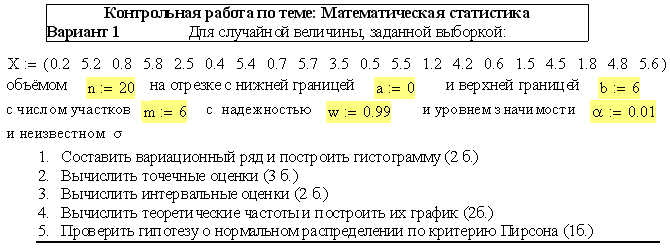 Контрольная работа по теме: Математическая статистика
Вариант 1 Для случайной величины, заданной выборкой:
X := (0.2 5.2 0.8 5.8 2.5 0.4 5.4 0.7 5.7 3.5 0.5 5.5 1.2 4.2 0.6 1.5 4.5 1.8 4.8 5.6)
объёмом n := 20 на отрезке с нижней границей a := 0 и верхней границей b := 6
с числом участков m := 6 с надежностью w := 0.99 и уровнем значимости α := 0.01
и неизвестном σ
1. Составить вариационный ряд и построить гистограмму (2 б.)
2. Вычислить точечные оценки (3 б.)
3. Вычислить интервальные оценки (2 б.)
4. Вычислить теоретические частоты и построить их график (2б.)
5. Проверить гипотезу о нормальном распределении по критерию Пирсона (1б.)